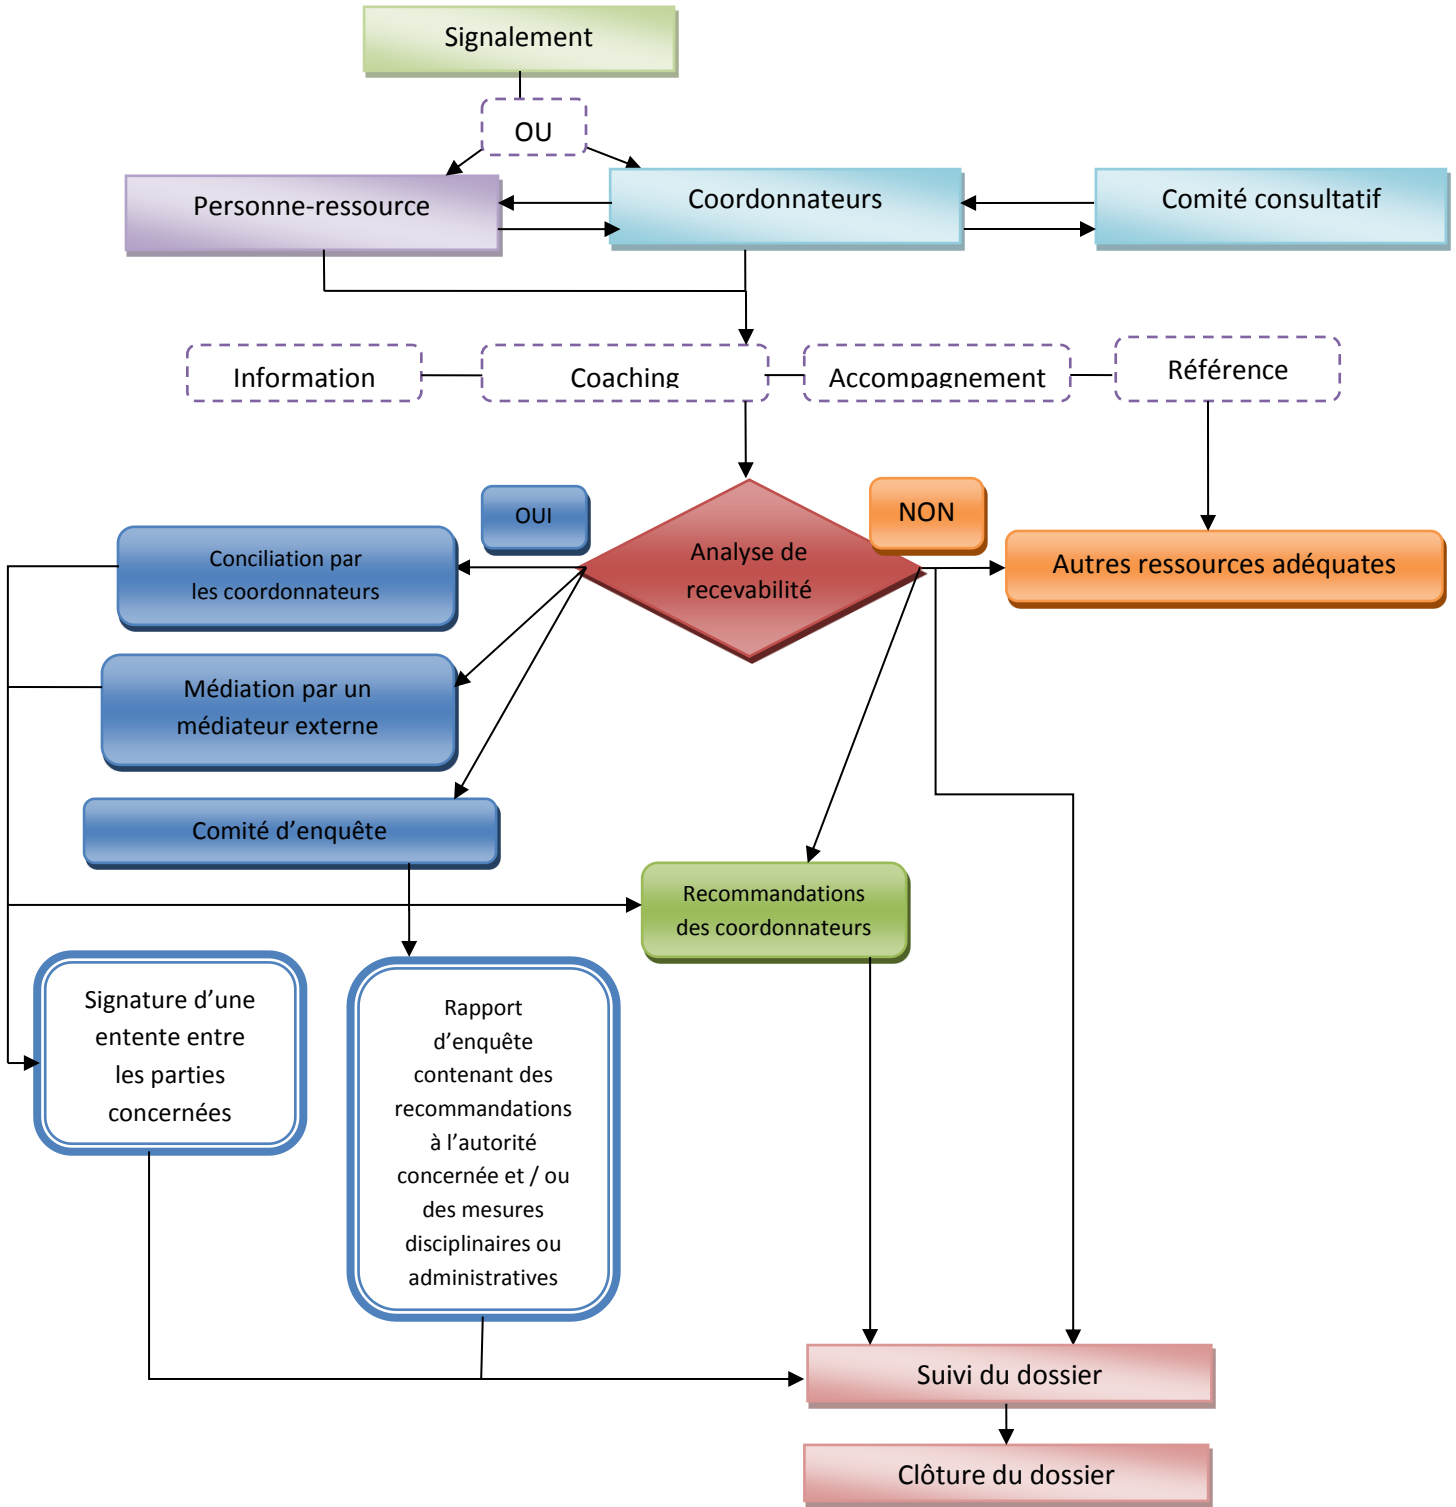 Signalement
OU
Personne-ressource
Coordonnateurs
Comité consultatif
Information
Coaching
Accompagnement
Référence
OUI
NON
Conciliation par
les coordonnateurs
Analyse de
recevabilité
Autres ressources adéquates
Médiation par un
médiateur externe
Comité d’enquête
Recommandations
des coordonnateurs
Signature d’une
entente entre
les parties
concernées
Rapport
d’enquête
contenant des
recommandations
à l’autorité
concernée et / ou
des mesures
disciplinaires ou
administratives
Suivi du dossier
Clôture du dossier